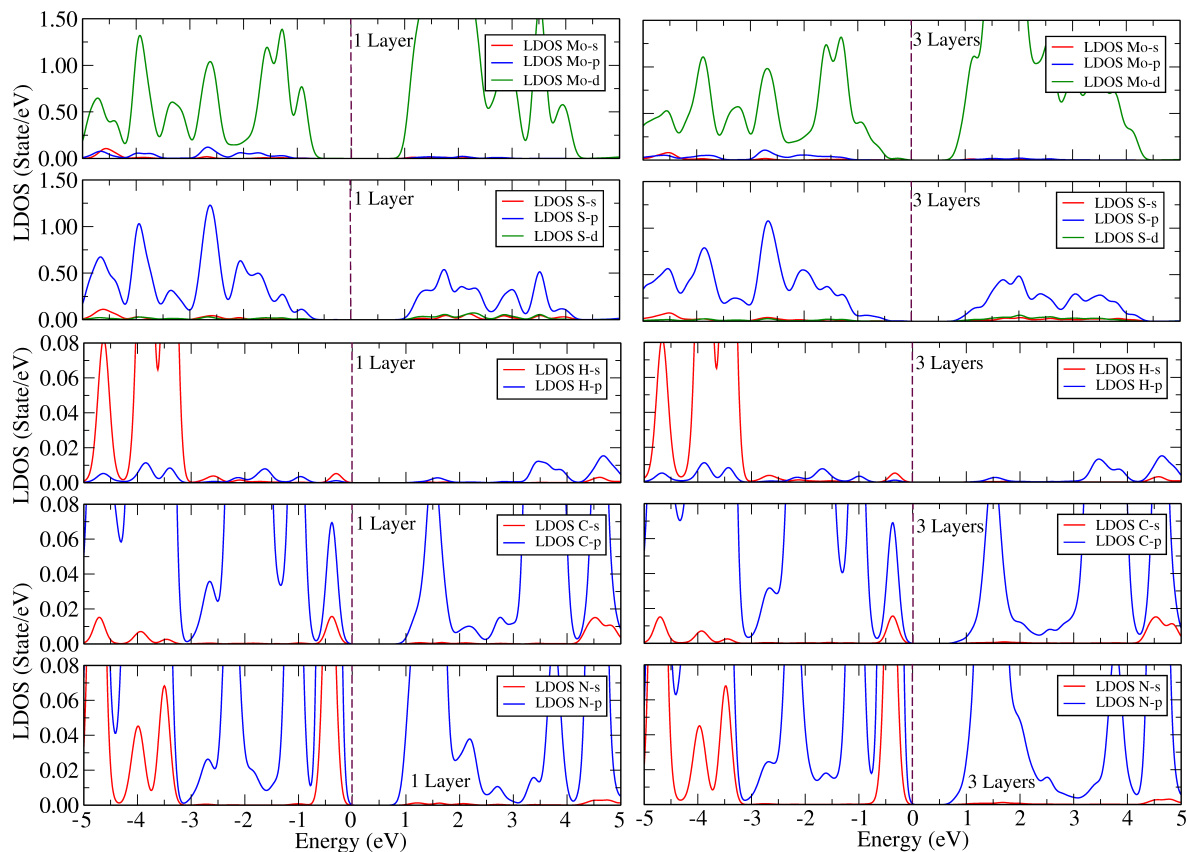 1.50
1.00
0.50
0.00
1 Layer
LDOS Mo-s
LDOS Mo-p
LDOS Mo-d
3 Layers
LDOS Mo-s
LDOS Mo-p
LDOS Mo-d
LDOS (State/eV)
1.50
1.00
0.50
0.00
1 Layer
LDOS S-s
LDOS S-p
LDOS S-d
3 Layers
LDOS S-s
LDOS S-p
LDOS S-d
0.08
0.06
0.04
0.02
0.00
1 Layer
LDOS H-s
LDOS H-p
3 Layers
LDOS H-s
LDOS H-p
LDOS (State/eV)
0.08
0.06
0.04
0.02
0.00
1 Layer
LDOS C-s
LDOS C-p
3 Layers
LDOS C-s
LDOS C-p
LDOS (State/eV)
0.08
0.06
0.04
0.02
0.00
1 Layer
LDOS N-s
LDOS N-p
3 Layers
LDOS N-s
LDOS N-p
-5 -4 -3 -2 -1 0 1 2 3 4 5
Energy (eV)
-5 -4 -3 -2 -1 0 1 2 3 4 5
Energy (eV)